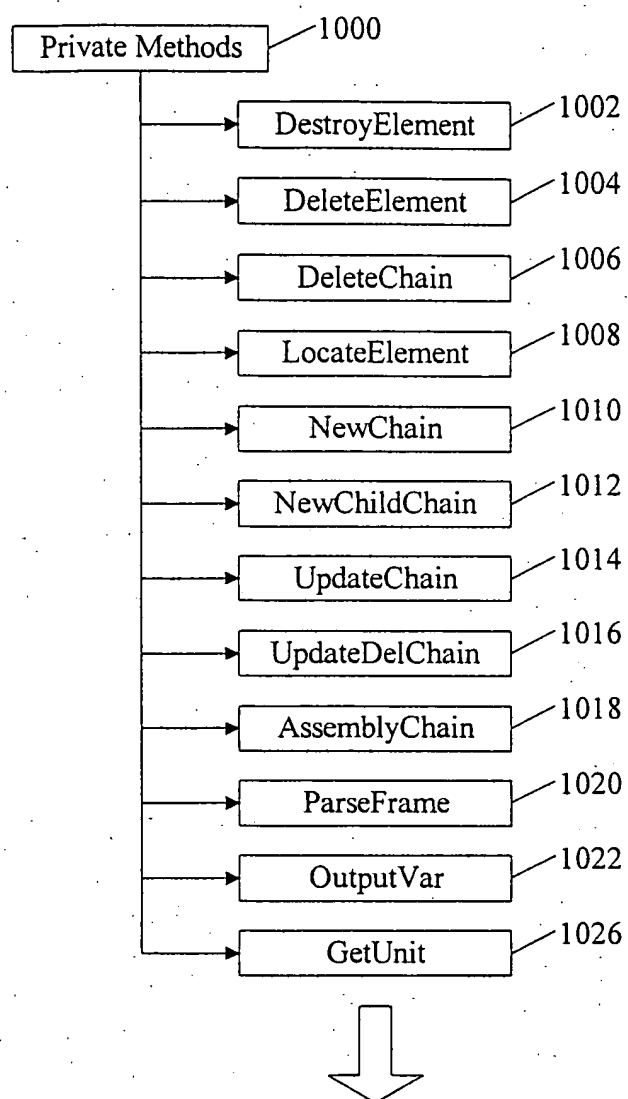 Private Methods 1000
DestroyElement 1002
DeleteElement 1004
DeleteChain 1006
LocateElement 1008
NewChain 1010
NewChildChain 1012
UpdateChain 1014
UpdateDelChain 1016
AssemblyChain 1018
ParseFrame 1020
OutputVar 1022
GetUnit 1026